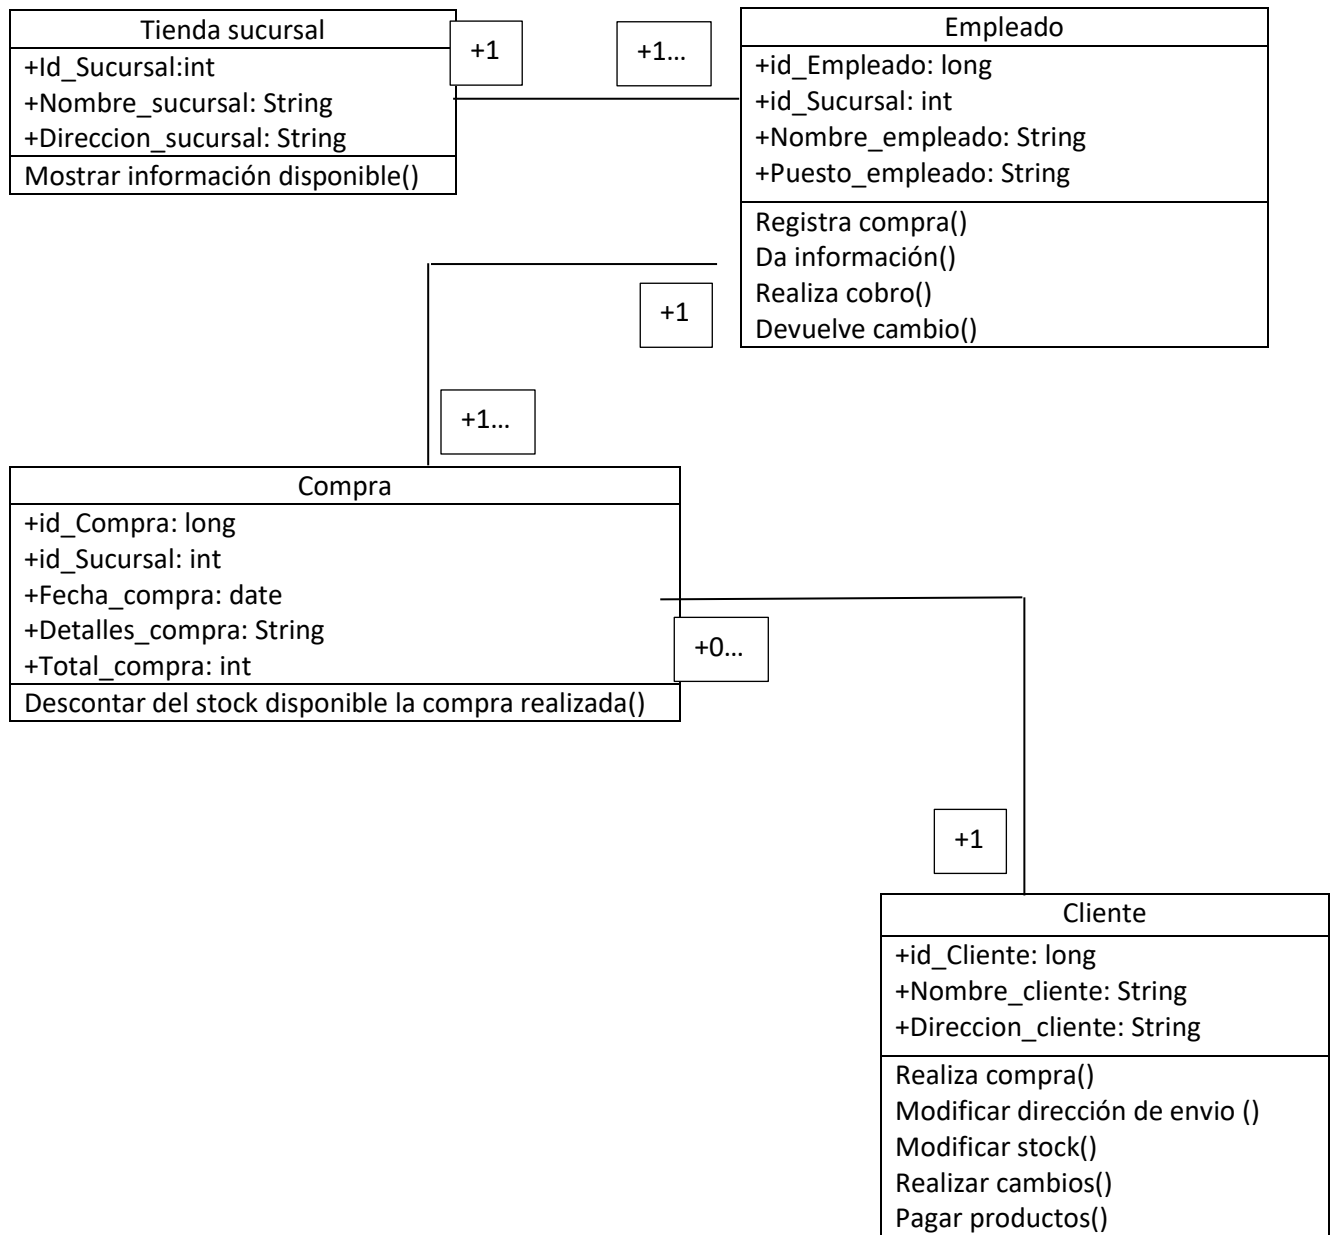 Tienda sucursal
+Id_Sucursal:int
+Nombre_sucursal: String
+Direccion_sucursal: String
Mostrar información disponible()
+1
+1...
Empleado
+id_Empleado: long
+id_Sucursal: int
+Nombre_empleado: String
+Puesto_empleado: String
Registra compra()
Da información()
Realiza cobro()
Devuelve cambio()
+1
+1...
Compra
+id_Compra: long
+id_Sucursal: int
+Fecha_compra: date
+Detalles_compra: String
+Total_compra: int
Descontar del stock disponible la compra realizada()
+0...
+1
Cliente
+id_Cliente: long
+Nombre_cliente: String
+Direccion_cliente: String
Realiza compra()
Modificar dirección de envio ()
Modificar stock()
Realizar cambios()
Pagar productos()